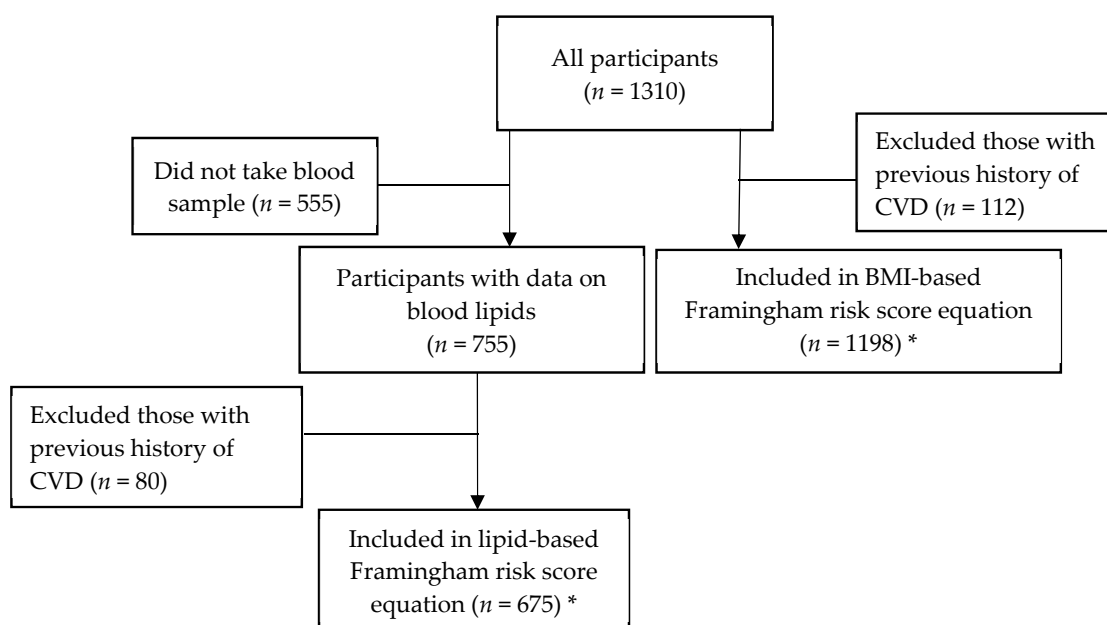 All participants
(n = 1310)
Did not take blood
sample (n = 555)
Excluded those with
previous history of
CVD (n = 112)
Participants with data on
blood lipids
(n = 755)
Included in BMI-based
Framingham risk score equation
(n = 1198) *
Excluded those with
previous history of
CVD (n = 80)
Included in lipid-based
Framingham risk score
equation (n = 675) *